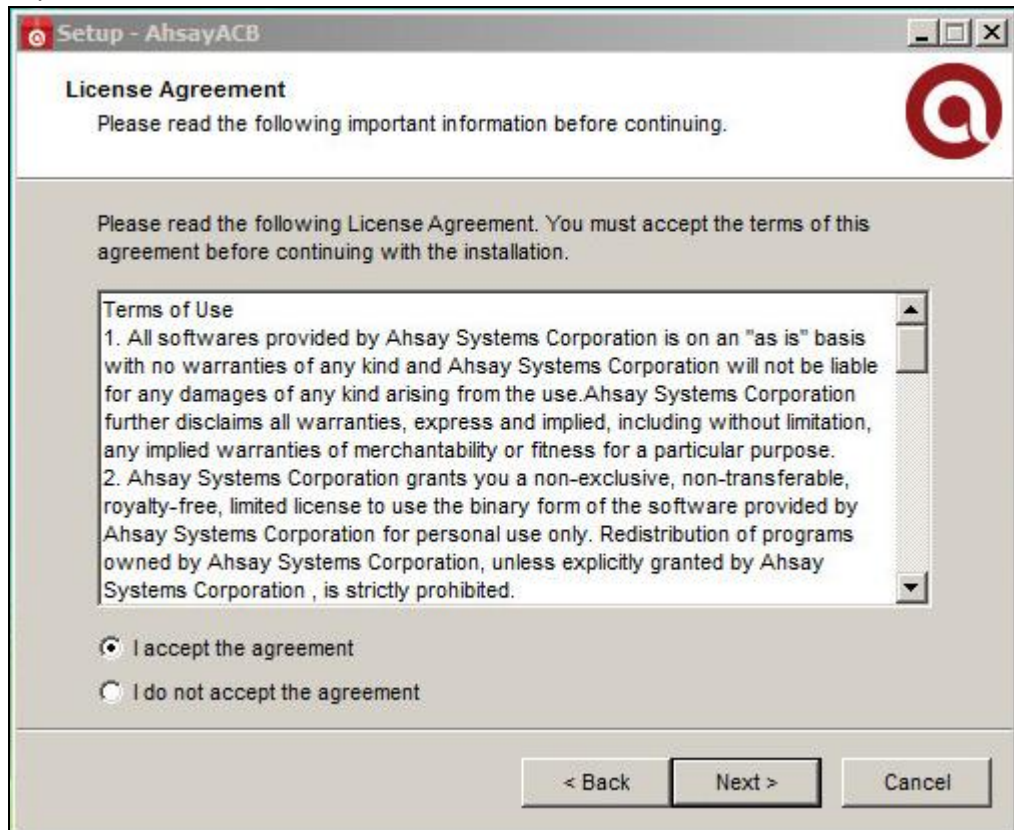 Setup - AhsayACB
License Agreement
Please read the following important information before continuing.
Please read the following License Agreement. You must accept the terms of this
agreement before continuing with the installation.
Terms of Use
1. All softwares provided by Ahsay Systems Corporation is on an "as is" basis
with no warranties of any kind and Ahsay Systems Corporation will not be liable
for any damages of any kind arising from the use.Ahsay Systems Corporation
further disclaims all warranties, express and implied, including without limitation,
any implied warranties of merchantability or fitness for a particular purpose.
2. Ahsay Systems Corporation grants you a non-exclusive, non-transferable,
royalty-free, limited license to use the binary form of the software provided by
Ahsay Systems Corporation for personal use only. Redistribution of programs
owned by Ahsay Systems Corporation, unless explicitly granted by Ahsay
Systems Corporation , is strictly prohibited.
I accept the agreement
I do not accept the agreement
< Back Next > Cancel